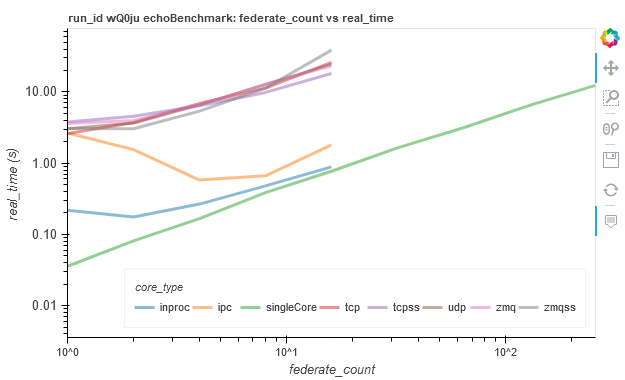 run_id wQ0ju echoBenchmark: federate_count vs real_time
10.00
1.00
0.10
0.01
real_time (s)
core_type
inproc ipc singleCore tcp tcpss udp zmq zmqss
10^0 10^1 10^2
federate_count